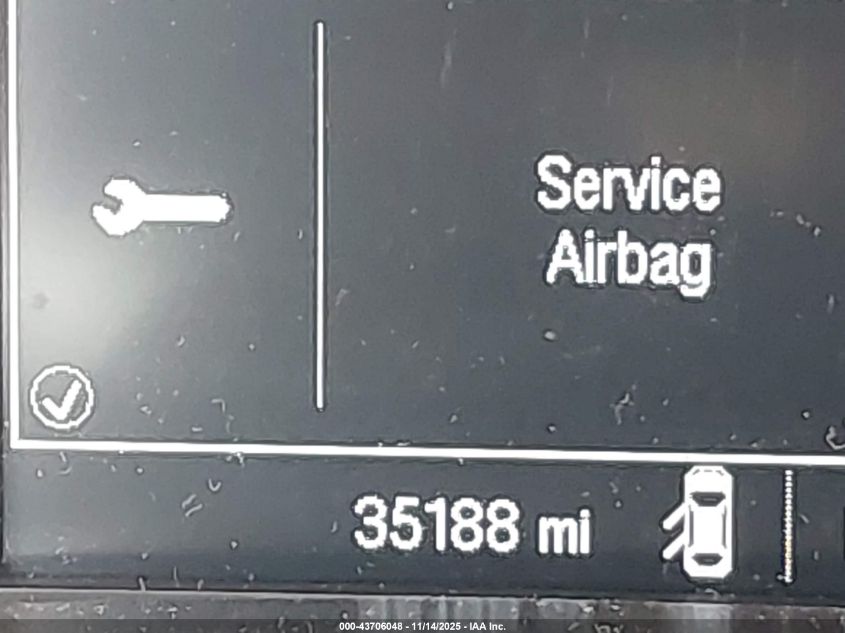 Service
Airbag
35188 mi
000-43706048 - 11/14/2025 - IAA Inc.